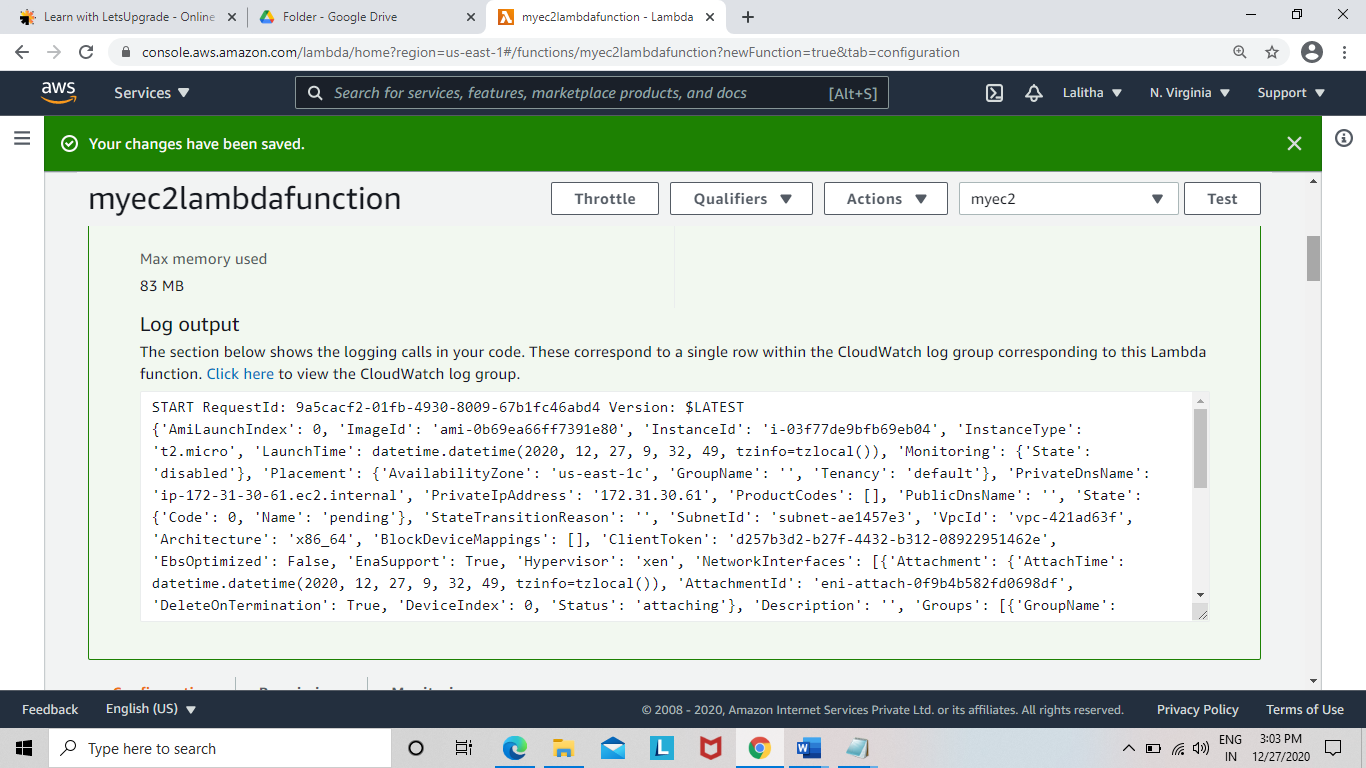 Learn with LetsUpgrade - Online
Folder - Google Drive
myec2lambdafunction - Lambda
console.aws.amazon.com/lambda/home?region=us-east-1#/functions/myec2lambdafunction?newFunction=true&tab=configuration
aws
Services
Search for services, features, marketplace products, and docs
[Alt+S]
Lalitha
N. Virginia
Support
Your changes have been saved.
myec2lambdafunction
Throttle
Qualifiers
Actions
myec2
Test
Max memory used
83 MB
Log output
The section below shows the logging calls in your code. These correspond to a single row within the CloudWatch log group corresponding to this Lambda
function. Click here to view the CloudWatch log group.
START RequestId: 9a5cacf2-01fb-4930-8009-67b1fc46abd4 Version: $LATEST
{'AmiLaunchIndex': 0, 'ImageId': 'ami-0b69ea66ff7391e80', 'InstanceId': 'i-03f77de9bfb69eb04', 'InstanceType':
't2.micro', 'LaunchTime': datetime.datetime(2020, 12, 27, 9, 32, 49, tzinfo=tzlocal()), 'Monitoring': {'State':
'disabled'}, 'Placement': {'AvailabilityZone': 'us-east-1c', 'GroupName': '', 'Tenancy': 'default'}, 'PrivateDnsName':
'ip-172-31-30-61.ec2.internal', 'PrivateIpAddress': '172.31.30.61', 'ProductCodes': [], 'PublicDnsName': '', 'State':
{'Code': 0, 'Name': 'pending'}, 'StateTransitionReason': '', 'SubnetId': 'subnet-ae1457e3', 'VpcId': 'vpc-421ad63f',
'Architecture': 'x86_64', 'BlockDeviceMappings': [], 'ClientToken': 'd257b3d2-b27f-4432-b312-08922951462e',
'EbsOptimized': False, 'EnaSupport': True, 'Hypervisor': 'xen', 'NetworkInterfaces': [{'Attachment': {'AttachTime':
datetime.datetime(2020, 12, 27, 9, 32, 49, tzinfo=tzlocal()), 'AttachmentId': 'eni-attach-0f9b4b582fd0698df',
'DeleteOnTermination': True, 'DeviceIndex': 0, 'Status': 'attaching'}, 'Description': '', 'Groups': [{'GroupName':
Feedback
English (US)
© 2008 - 2020, Amazon Internet Services Private Ltd. or its affiliates. All rights reserved.
Privacy Policy
Terms of Use
Type here to search
ENG
IN
3:03 PM
12/27/2020